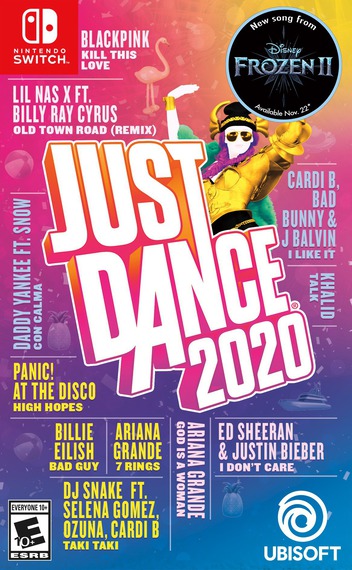 NINTENDO
SWITCH™
BLACKPINK
KILL THIS
LOVE
New song from
Disney
FROZEN II
Available Nov. 22*
LIL NAS X FT.
BILLY RAY CYRUS
OLD TOWN ROAD (REMIX)
JUST
DANCE®
2020
CARDI B,
BAD
BUNNY &
J BALVIN
I LIKE IT
DADDY YANKEE FT. SNOW
CON CALMA
KHALID
TALK
PANIC!
AT THE DISCO
HIGH HOPES
BILLIE
EILISH
BAD GUY
ARIANA
GRANDE
7 RINGS
ARIANA GRANDE
GOD IS A WOMAN
ED SHEERAN
& JUSTIN BIEBER
I DON'T CARE
DJ SNAKE FT.
SELENA GOMEZ,
OZUNA, CARDI B
TAKI TAKI
EVERYONE 10+
E
10+
ESRB
UBISOFT